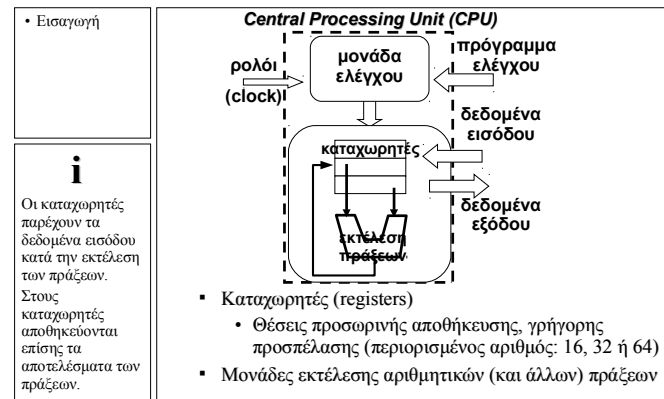 • Εισαγωγή
i
Οι καταχωρητές
παρέχουν τα
δεδομένα εισόδου
κατά την εκτέλεση
των πράξεων.
Στους
καταχωρητές
αποθηκεύονται
επίσης τα
αποτελέσματα των
πράξεων.
Central Processing Unit (CPU)
ρολόι
(clock)
μονάδα
ελέγχου
πρόγραμμα
ελέγχου
δεδομένα
εισόδου
καταχωρητές
δεδομένα
εξόδου
εκτέλεση
πράξεων
▪ Καταχωρητές (registers)
• Θέσεις προσωρινής αποθήκευσης, γρήγορης
προσπέλασης (περιορισμένος αριθμός: 16, 32 ή 64)
▪ Μονάδες εκτέλεσης αριθμητικών (και άλλων) πράξεων